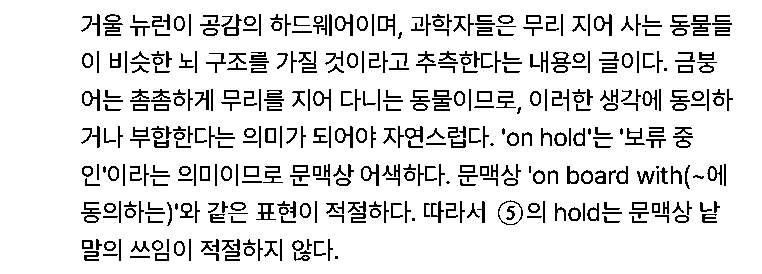 거울 뉴런이 공감의 하드웨어이며, 과학자들은 무리 지어 사는 동물들
이 비슷한 뇌 구조를 가질 것이라고 추측한다는 내용의 글이다. 금붕
어는 촘촘하게 무리를 지어 다니는 동물이므로, 이러한 생각에 동의하
거나 부합한다는 의미가 되어야 자연스럽다. 'on hold'는 '보류 중
인'이라는 의미이므로 문맥상 어색하다. 문맥상 'on board with(~에
동의하는)'와 같은 표현이 적절하다. 따라서 ⑤의 hold는 문맥상 낱
말의 쓰임이 적절하지 않다.